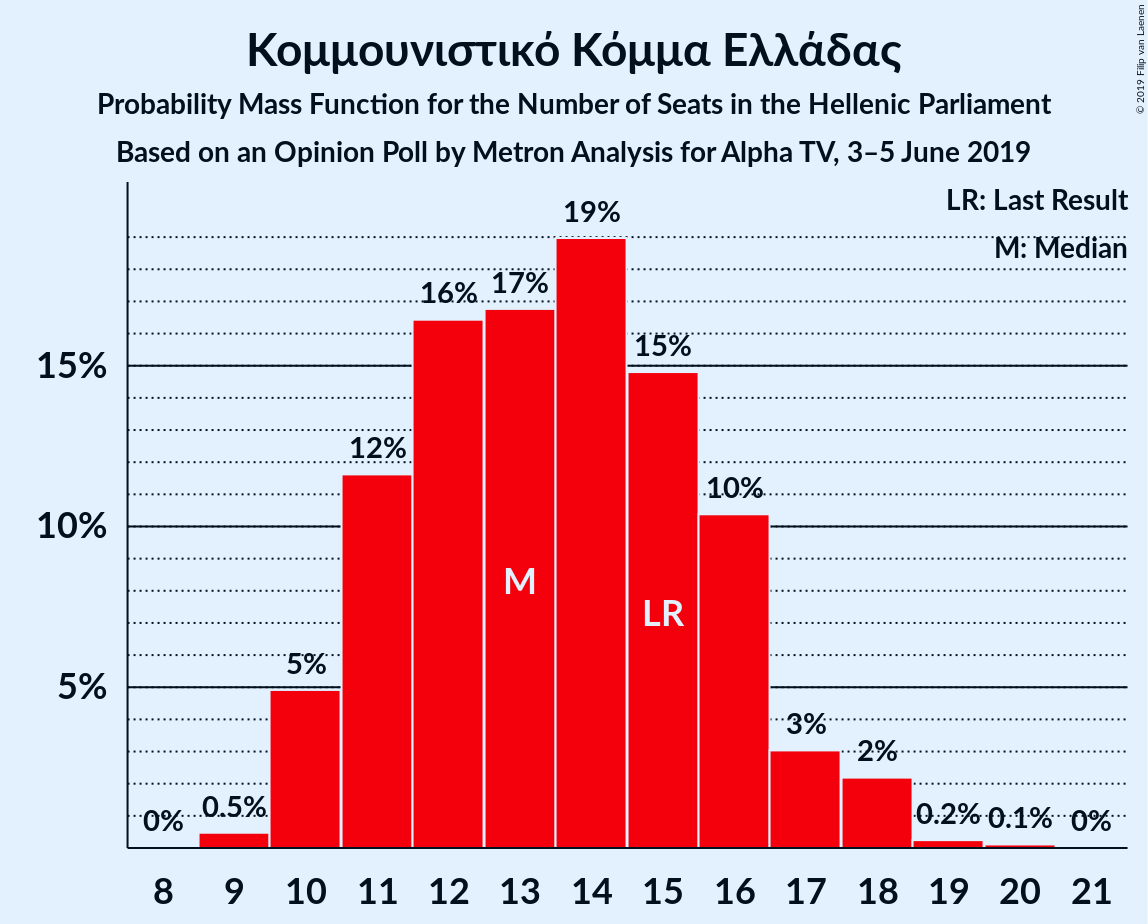 Κομμουνιστικό Κόμμα Ελλάδας
Probability Mass Function for the Number of Seats in the Hellenic Parliament
Based on an Opinion Poll by Metron Analysis for Alpha TV, 3–5 June 2019
© 2019 Filip van Laenen
LR: Last Result
M: Median
19%
17%
16%
15%
15%
12%
10%
10%
M
LR
5%
5%
3%
2%
0%
0.5%
0.2%
0.1%
0%
8 9 10 11 12 13 14 15 16 17 18 19 20 21